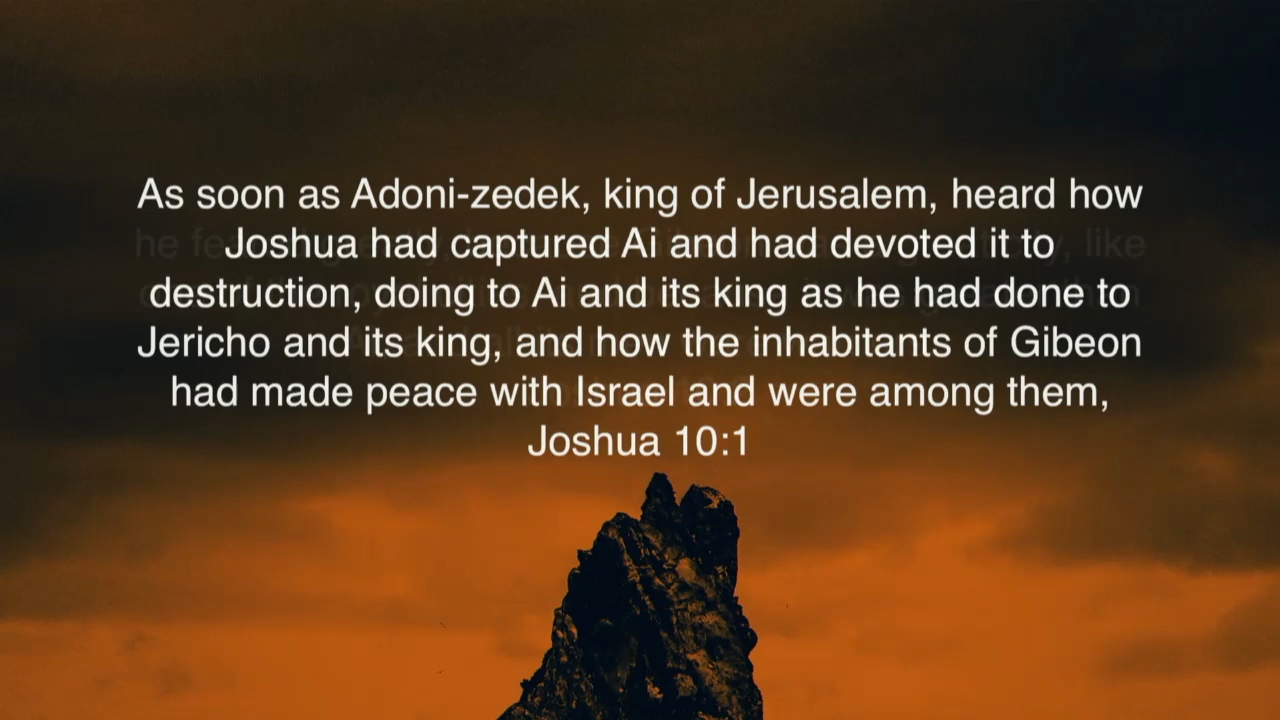 As soon as Adoni-zedek, king of Jerusalem, heard how
Joshua had captured Ai and had devoted it to
destruction, doing to Ai and its king as he had done to
Jericho and its king, and how the inhabitants of Gibeon
had made peace with Israel and were among them,
Joshua 10:1